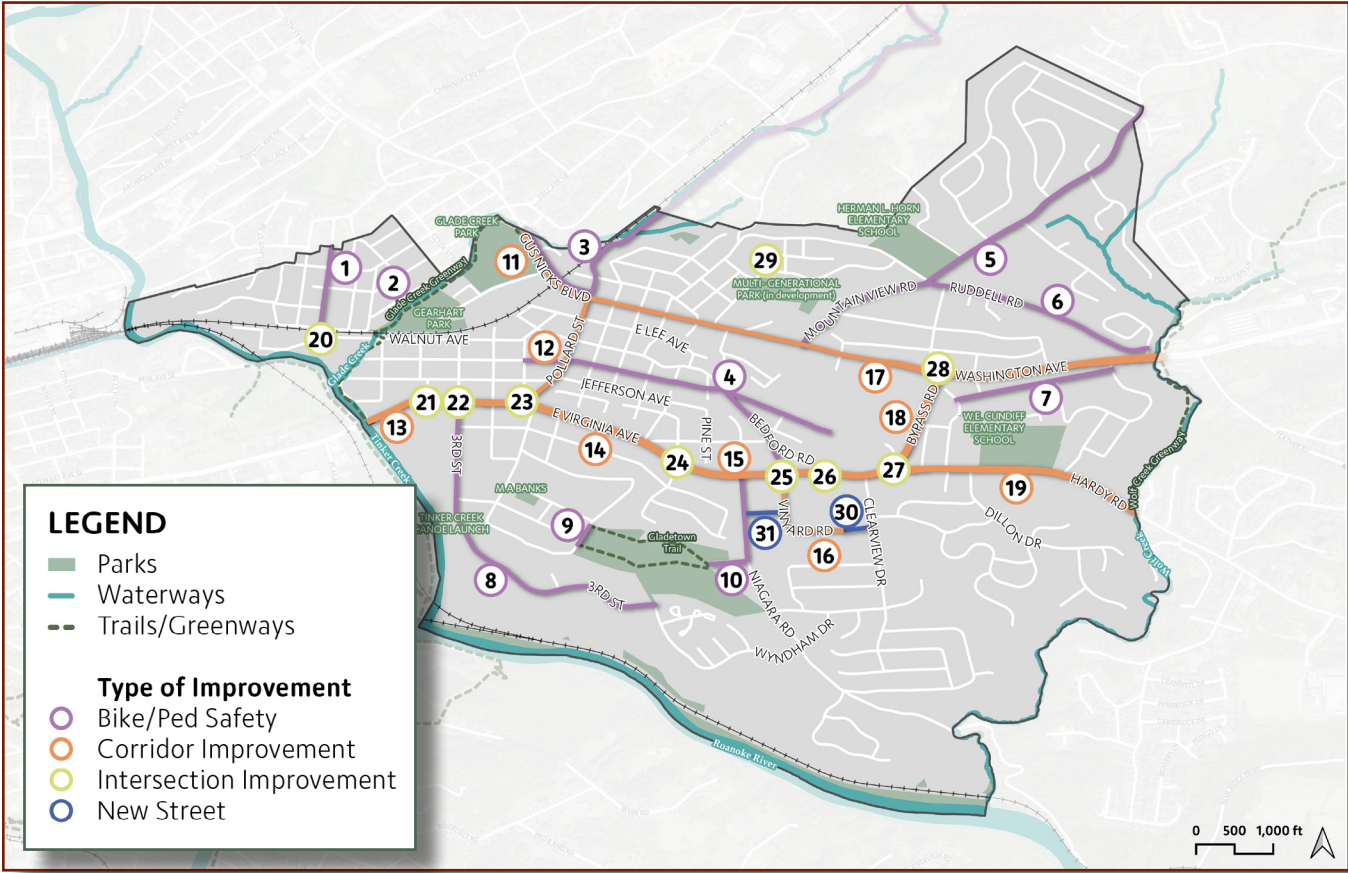 HERMAN L. HORN
ELEMENTARY
SCHOOL
GLADE CREEK
PARK
GUS NICKS BLVD
3
11
29
5
1
2
Glade Creek Greenway
MULTI-GENERATIONAL
PARK (in development)
MOUNTAIN VIEW RD
RUDDELL RD
6
GEARHART
PARK
20
WALNUT AVE
Glade Creek
12
POLLARD ST
E LEE AVE
4
17
28
WASHINGTON AVE
JEFFERSON AVE
7
21
22
23
13
18
BYPASS RD
W.E. CUNDIFF
ELEMENTARY
SCHOOL
E VIRGINIA AVE
PINE ST
BEDFORD RD
Tinker Creek
3RD ST
14
24
15
25
26
27
19
HARDY RD
Wolf Creek Greenway
M A BANKS
VINYARD RD
30
CLEARVIEW DR
DILLON DR
TINKER CREEK
CANOE LAUNCH
9
Gladetown
Trail
31
16
Wolf Creek
8
3RD ST
10
NIAGARA RD
WYNDHAM DR
Roanoke River
LEGEND
Parks
Waterways
Trails/Greenways
Type of Improvement
Bike/Ped Safety
Corridor Improvement
Intersection Improvement
New Street
0 500 1,000 ft